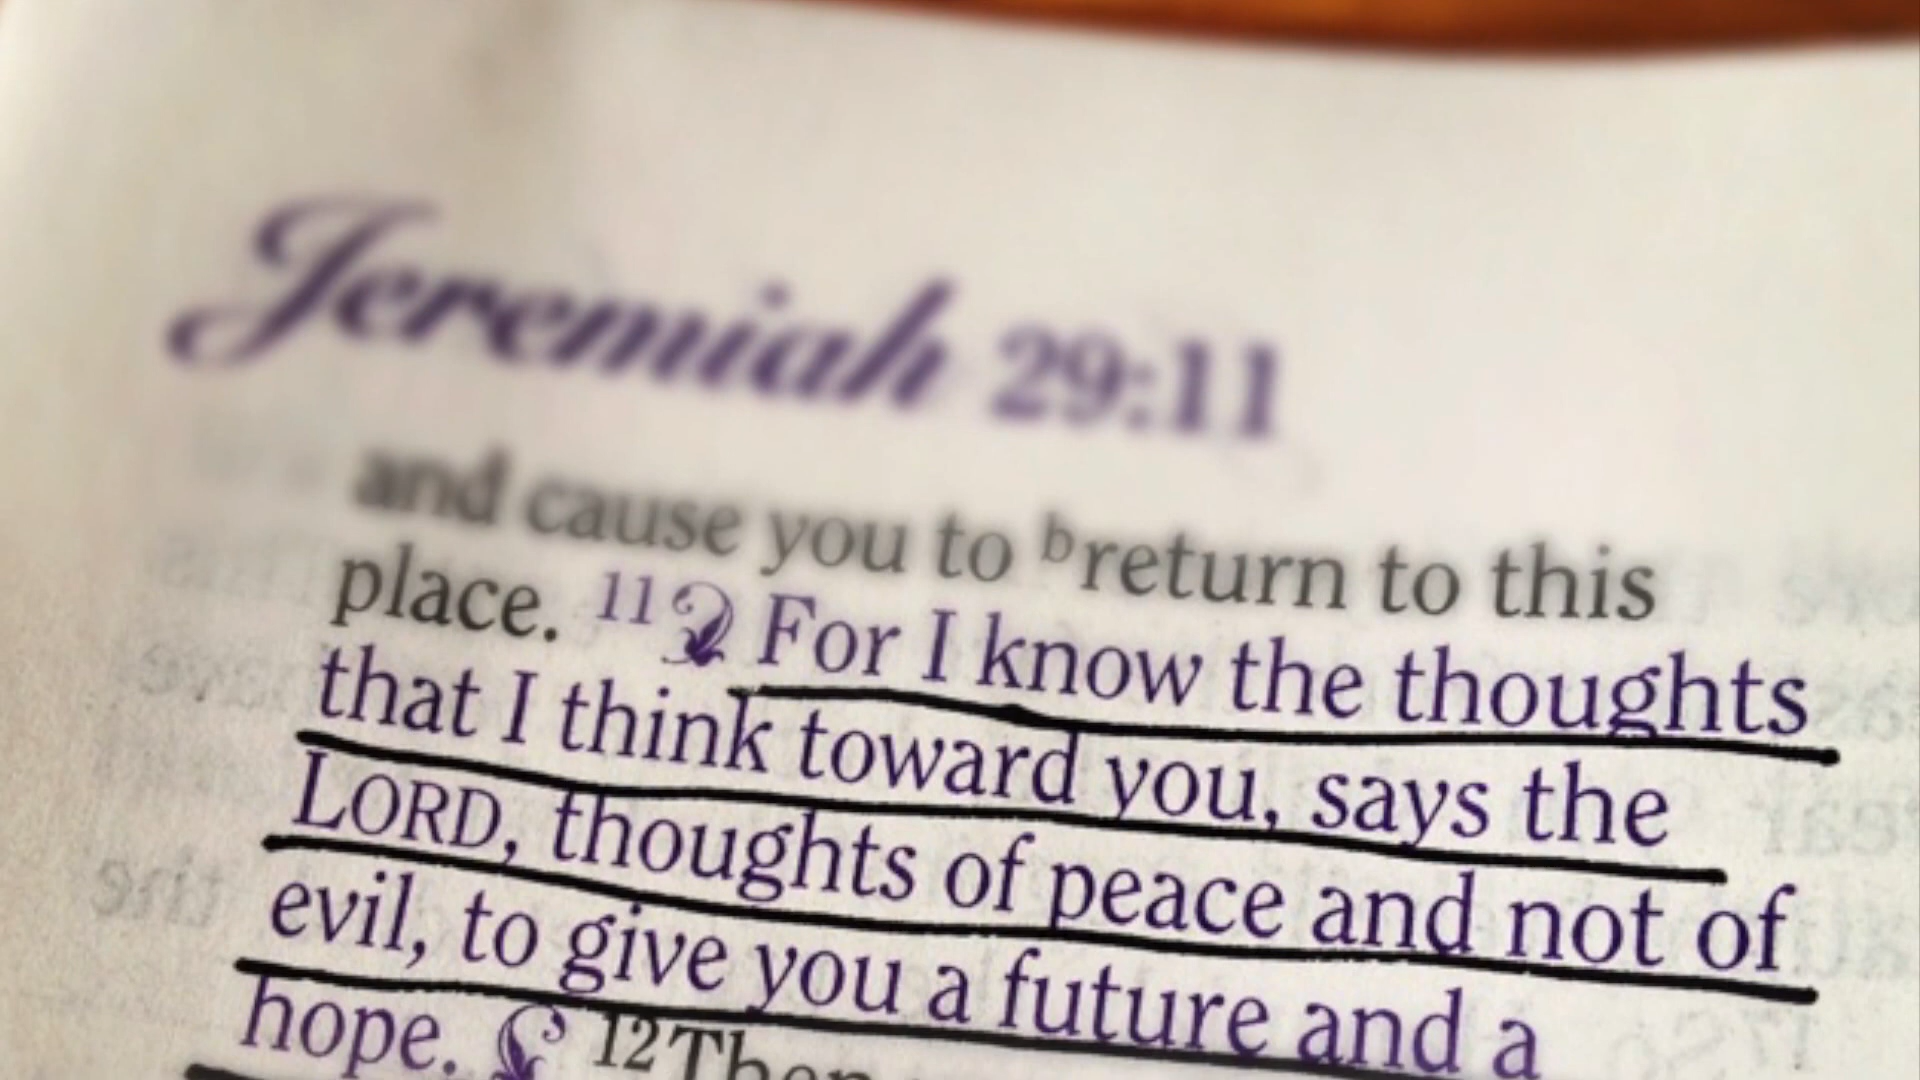 Jeremiah 29:11
and cause you to ᵇreturn to this
place. ¹¹ For I know the thoughts
that I think toward you, says the
LORD, thoughts of peace and not of
evil, to give you a future and a
hope. ¹²Then